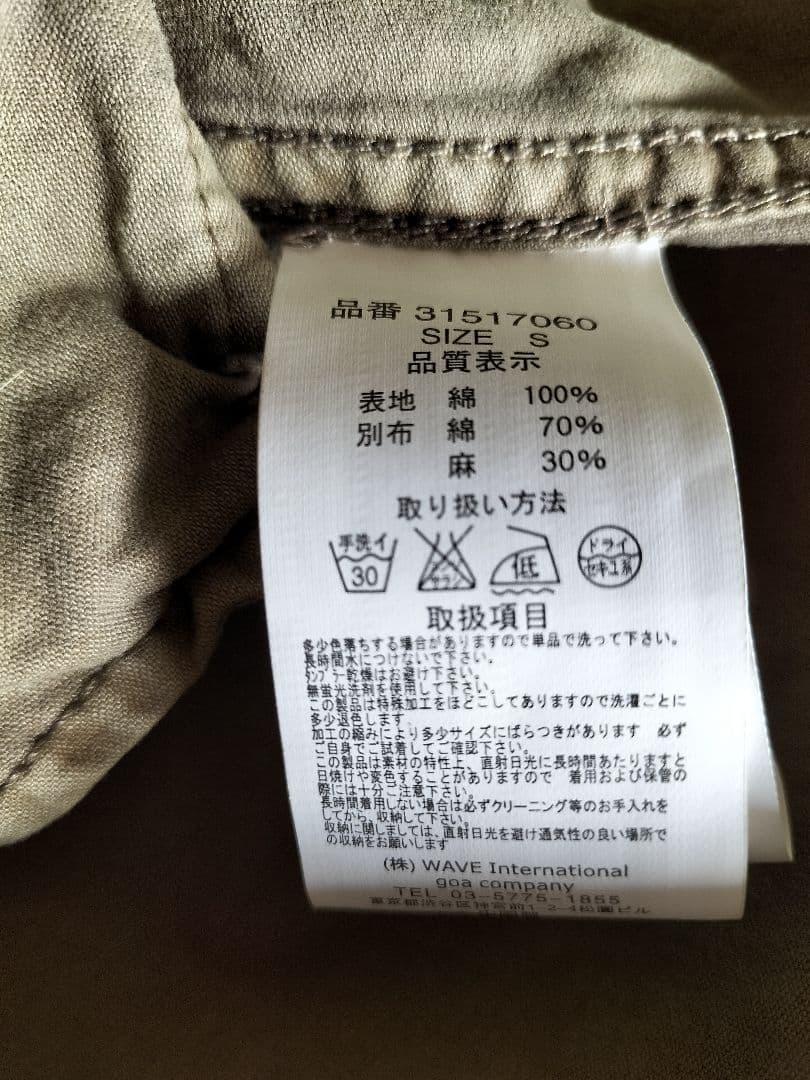 品番 31517060
SIZE S
品質表示
表地 綿 100%
別布 綿 70%
麻 30%
取り扱い方法
手洗イ 30 低 ドライ セキユ系
取扱項目
多少色落ちする場合がありますので単品で洗って下さい。
長時間水につけないで下さい。
タンブラー乾燥はお避け下さい。
無蛍光洗剤を使用して下さい。
この製品は特殊加工をほどこしてありますので洗濯ごとに
多少退色します
加工の縮みにより多少サイズにばらつきがあります 必ず
ご自身でご試着してご確認下さい。
この製品は素材の特性上、直射日光に長時間あたりますと
日焼けや変色することがありますので 着用および保管の
際には十分ご注意下さい。
長時間着用しない場合は必ずクリーニング等のお手入れを
してから、収納して下さい。
収納に関しましては、直射日光を避け通気性の良い場所で
の収納をお願いします
(株) WAVE International
goa company
TEL 03-5775-1855
東京都渋谷区神宮前1-2-4松園ビル